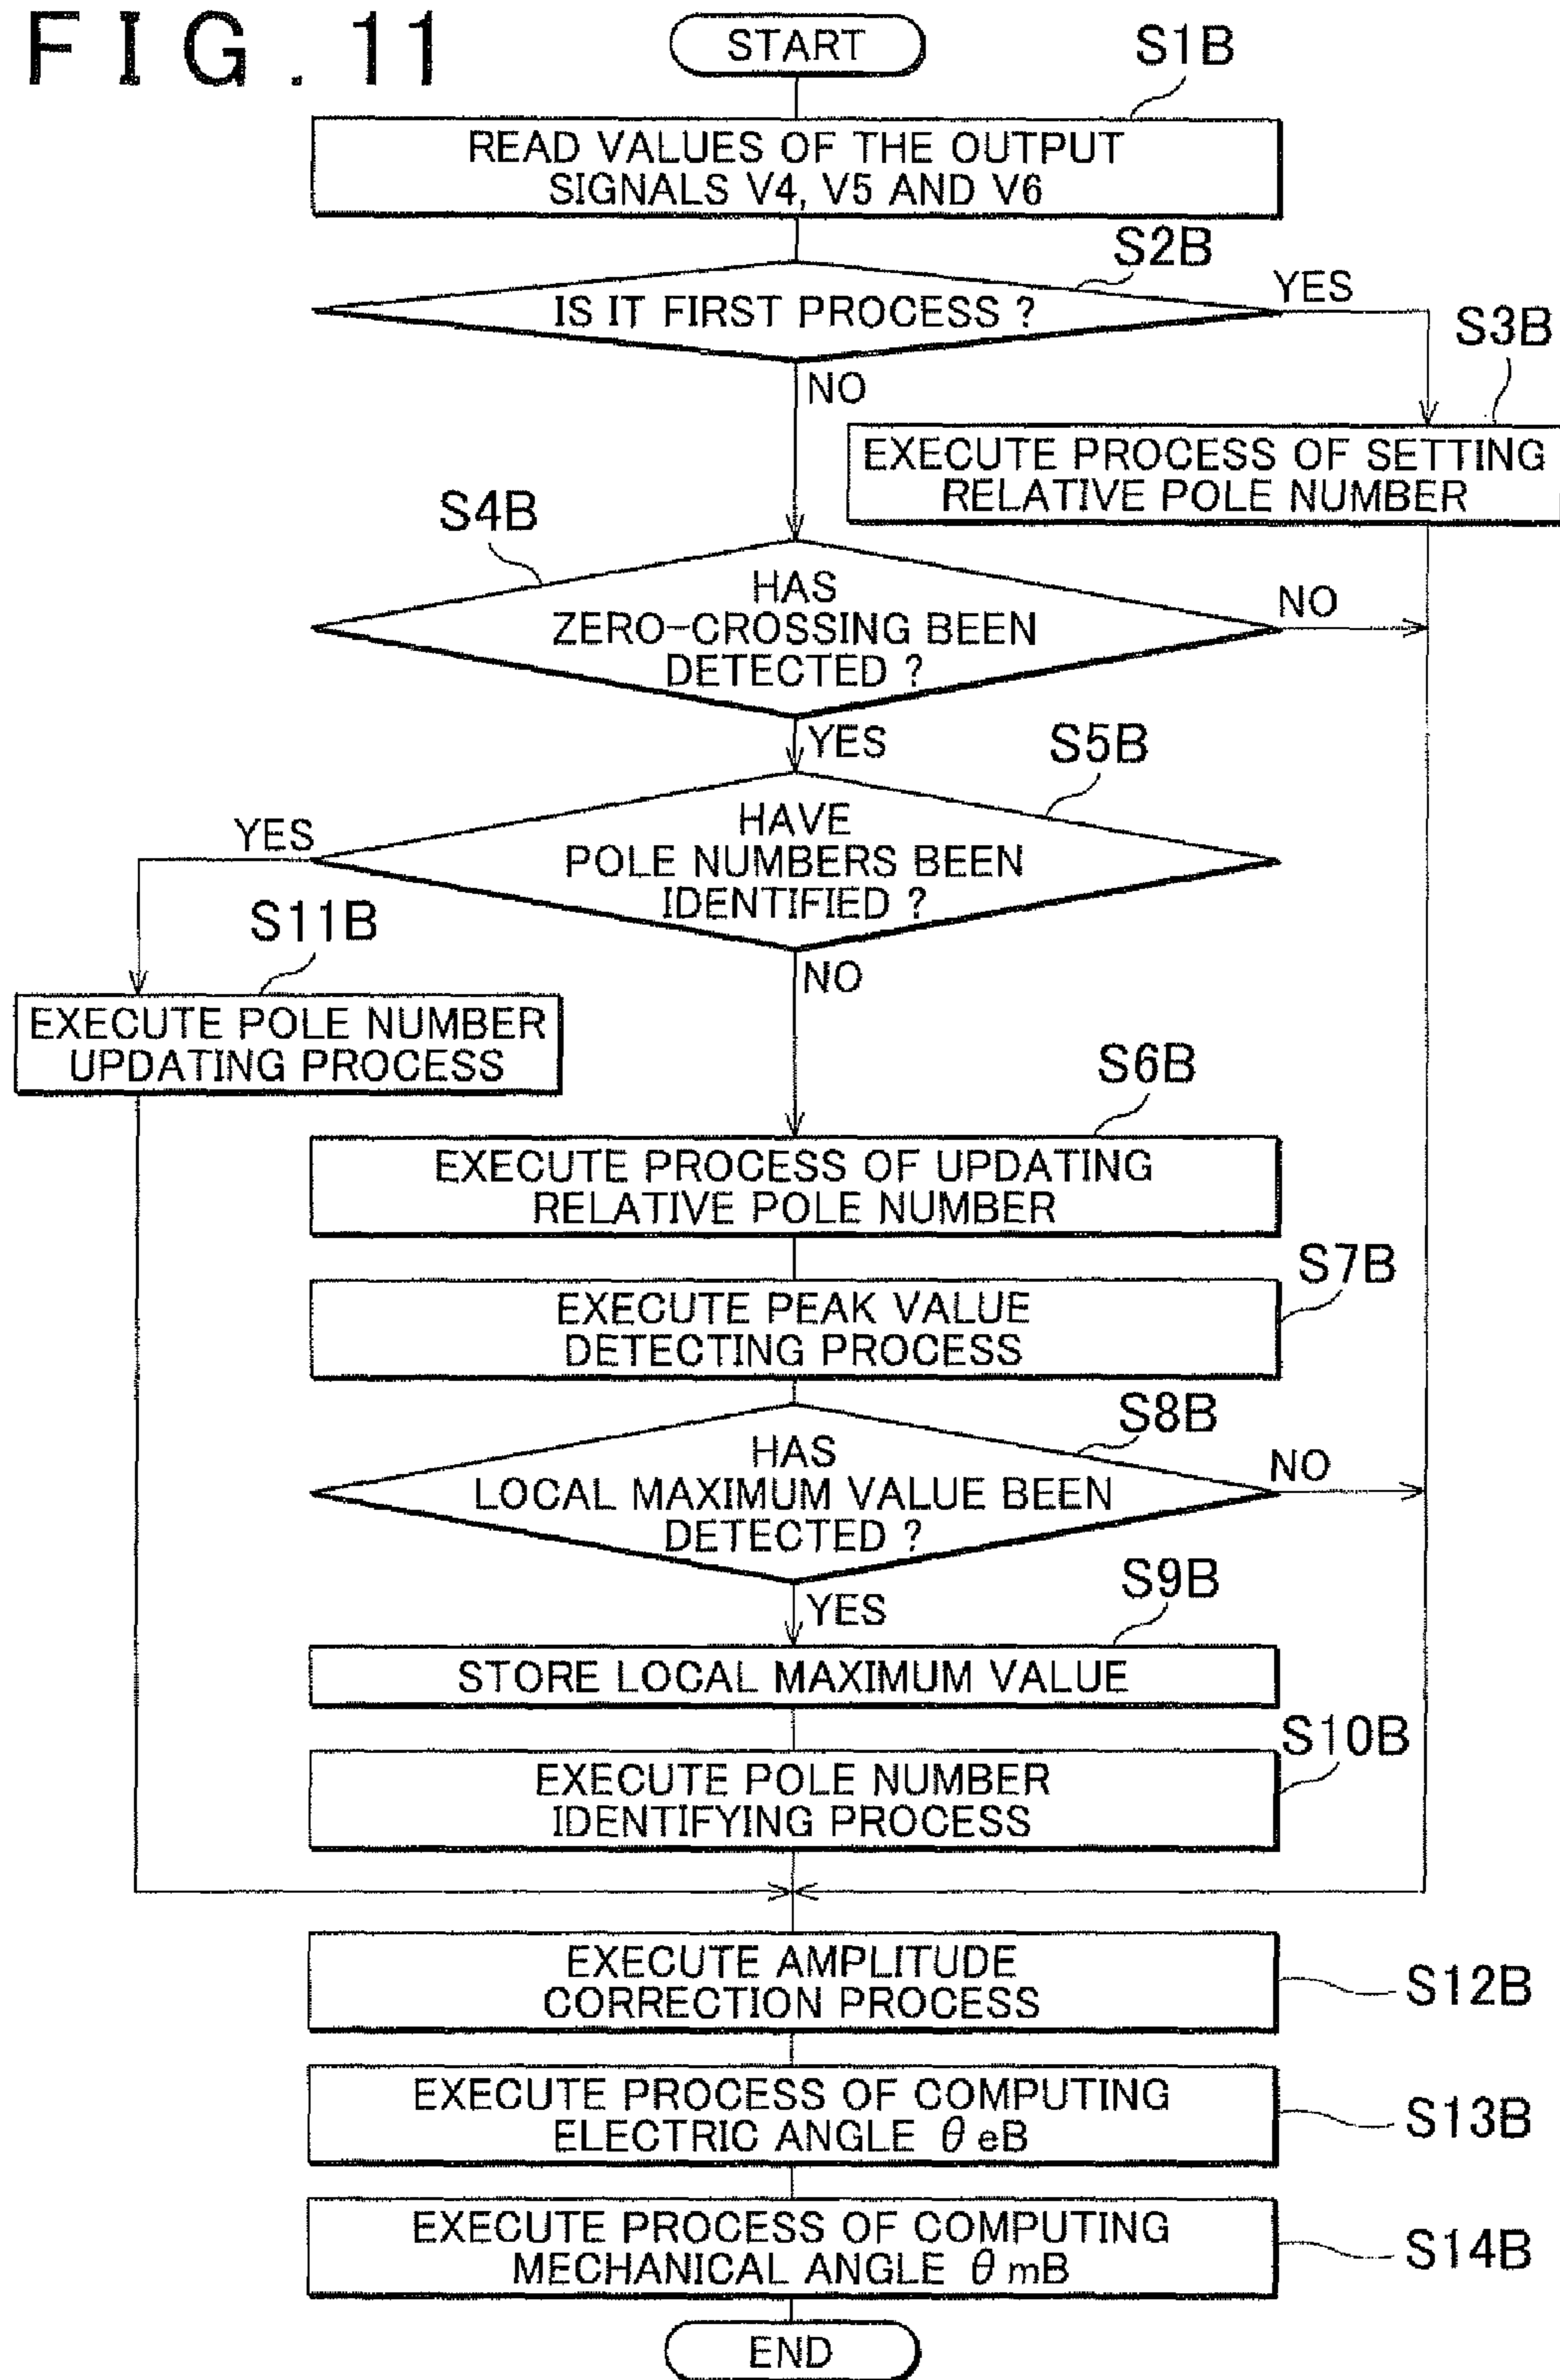 FIG. 11
START
S1B
READ VALUES OF THE OUTPUT
SIGNALS V4, V5 AND V6
S2B
IS IT FIRST PROCESS ?
YES
NO
S3B
EXECUTE PROCESS OF SETTING
RELATIVE POLE NUMBER
S4B
HAS
ZERO-CROSSING BEEN
DETECTED ?
NO
YES
S5B
HAVE
POLE NUMBERS BEEN
IDENTIFIED ?
YES
NO
S11B
EXECUTE POLE NUMBER
UPDATING PROCESS
S6B
EXECUTE PROCESS OF UPDATING
RELATIVE POLE NUMBER
S7B
EXECUTE PEAK VALUE
DETECTING PROCESS
S8B
HAS
LOCAL MAXIMUM VALUE BEEN
DETECTED ?
NO
YES
S9B
STORE LOCAL MAXIMUM VALUE
S10B
EXECUTE POLE NUMBER
IDENTIFYING PROCESS
EXECUTE AMPLITUDE
CORRECTION PROCESS
S12B
EXECUTE PROCESS OF COMPUTING
ELECTRIC ANGLE θeB
S13B
EXECUTE PROCESS OF COMPUTING
MECHANICAL ANGLE θmB
S14B
END